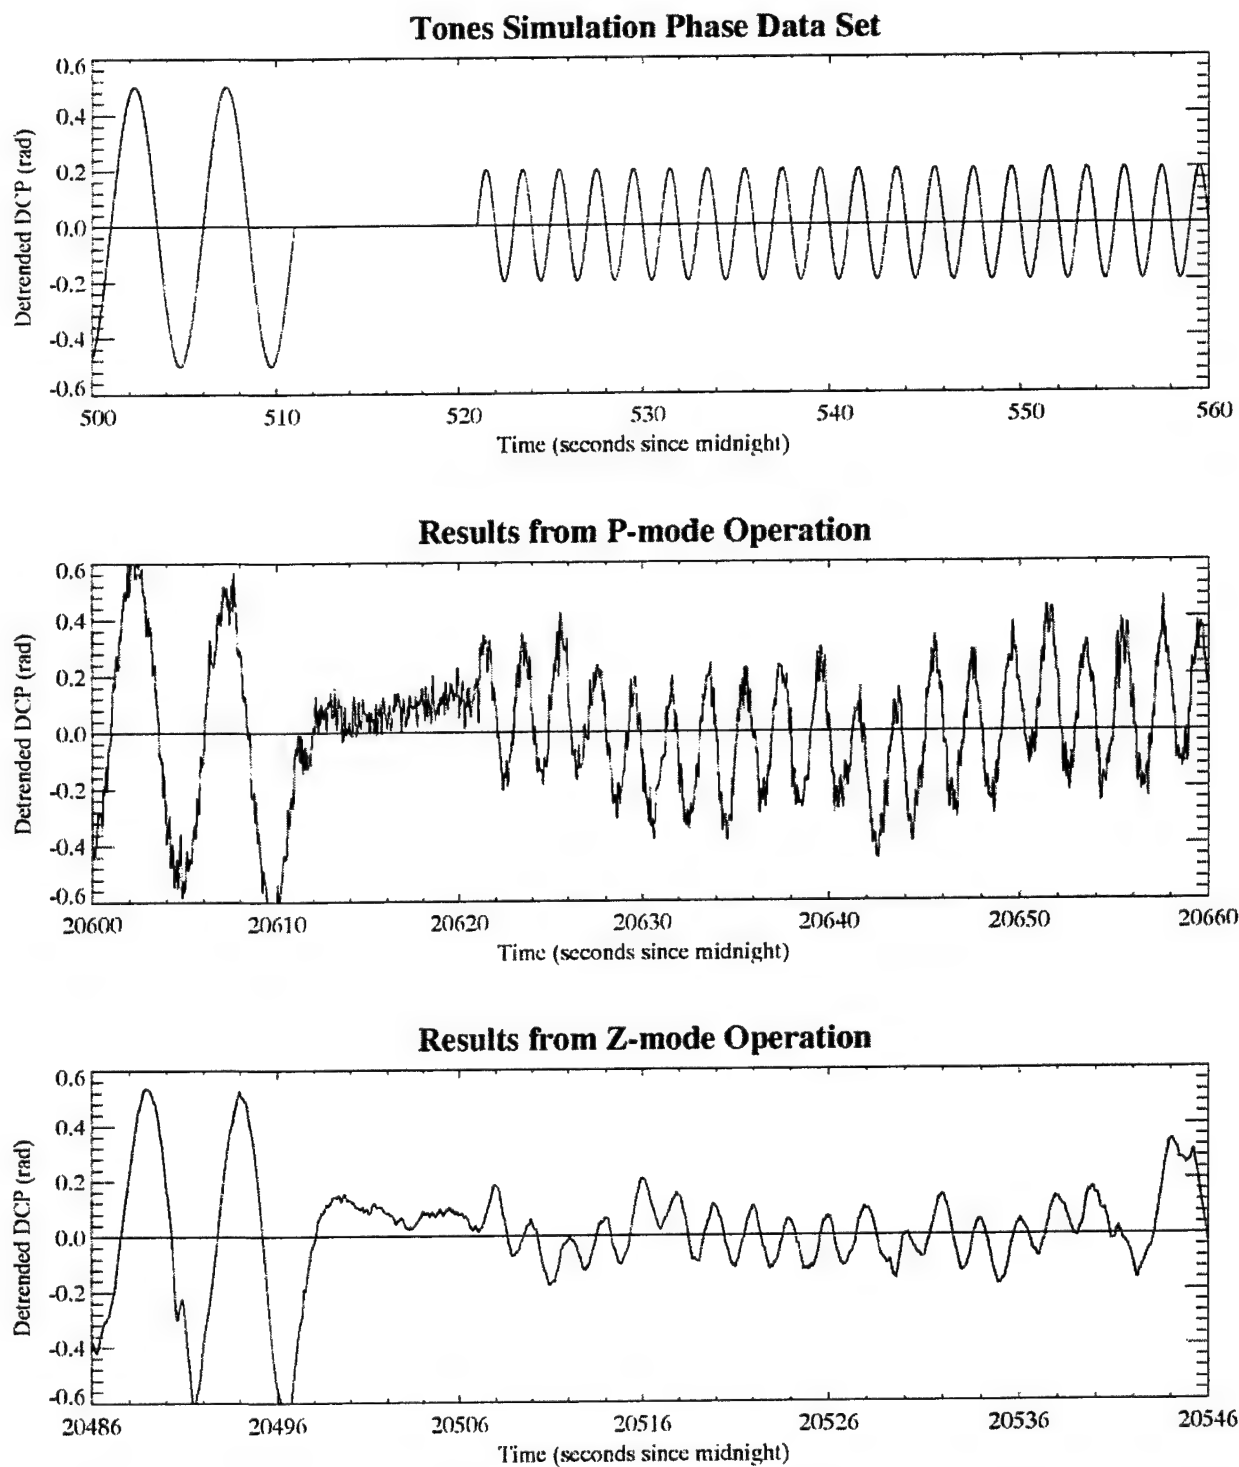 Tones Simulation Phase Data Set
Detrended DCP (rad)
0.6
0.4
0.2
0.0
-0.2
-0.4
-0.6
500 510 520 530 540 550 560
Time (seconds since midnight)
Results from P-mode Operation
Detrended DCP (rad)
0.6
0.4
0.2
0.0
-0.2
-0.4
-0.6
20600 20610 20620 20630 20640 20650 20660
Time (seconds since midnight)
Results from Z-mode Operation
Detrended DCP (rad)
0.6
0.4
0.2
0.0
-0.2
-0.4
-0.6
20486 20496 20506 20516 20526 20536 20546
Time (seconds since midnight)